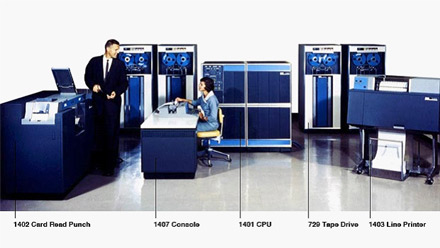 1402 Card Read Punch
1407 Console
1401 CPU
729 Tape Drive
1403 Line Printer